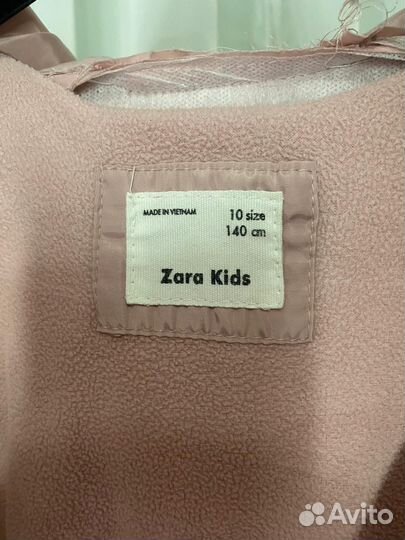 MADE IN VIETNAM
10 size
140 cm
Zara Kids
Avito